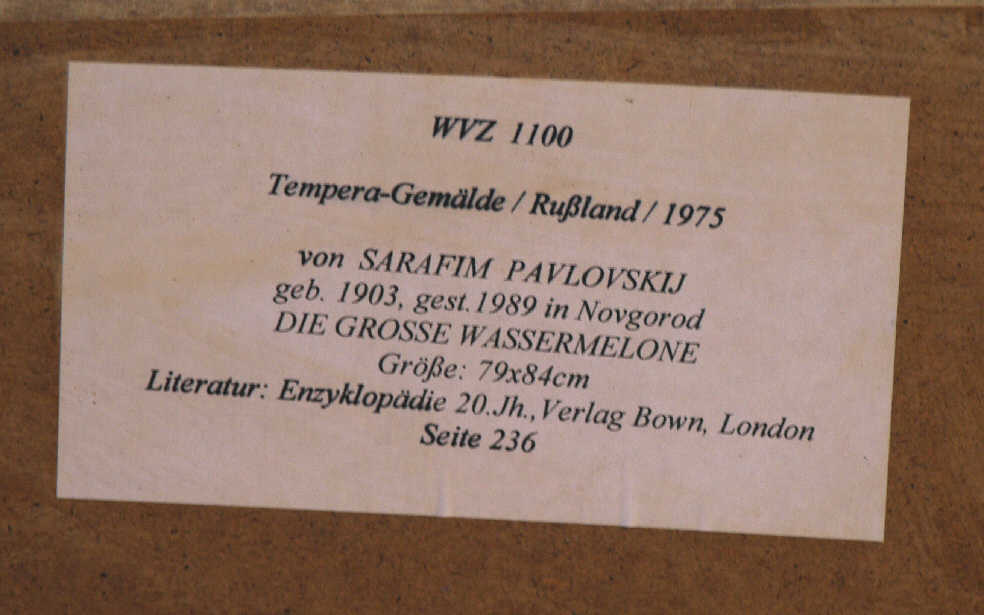 WVZ 1100
Tempera-Gemälde / Rußland / 1975
von SARAFIM PAVLOVSKIJ
geb. 1903, gest. 1989 in Novgorod
DIE GROSSE WASSERMELONE
Größe: 79x84cm
Literatur: Enzyklopädie 20.Jh., Verlag Bown, London
Seite 236